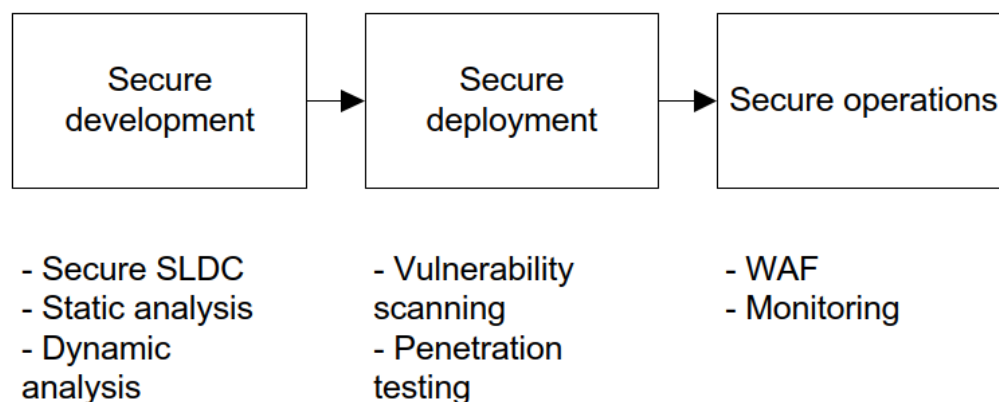 Secure
development
Secure
deployment
Secure operations
- Secure SLDC
- Static analysis
- Dynamic
analysis
- Vulnerability
scanning
- Penetration
testing
- WAF
- Monitoring